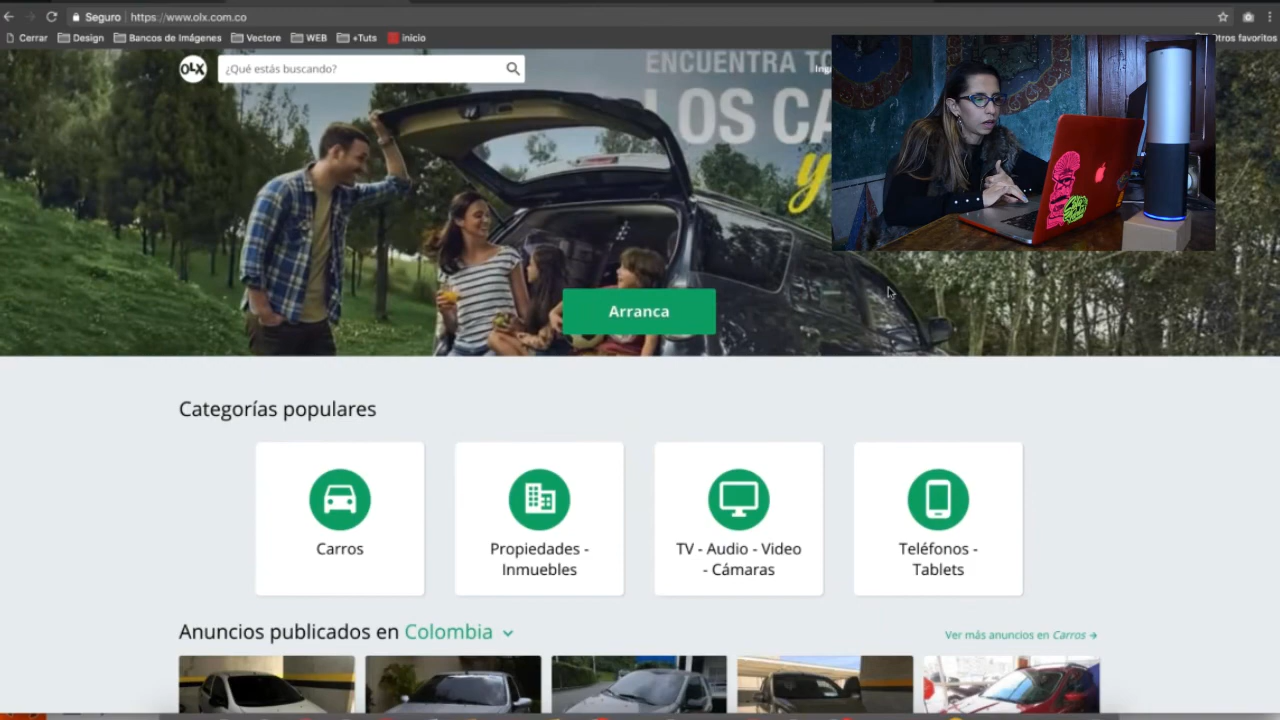 Seguro
https://www.olx.com.co
Cerrar
Design
Bancos de Imágenes
Vectore
WEB
+Tuts
Inicio
Otros favoritos
OLX
¿Qué estás buscando?
ENCUENTRA
LOS
y
Arranca
Categorías populares
Carros
Propiedades -
Inmuebles
TV - Audio - Video
- Cámaras
Teléfonos -
Tablets
Anuncios publicados en Colombia
Ver más anuncios en Carros →